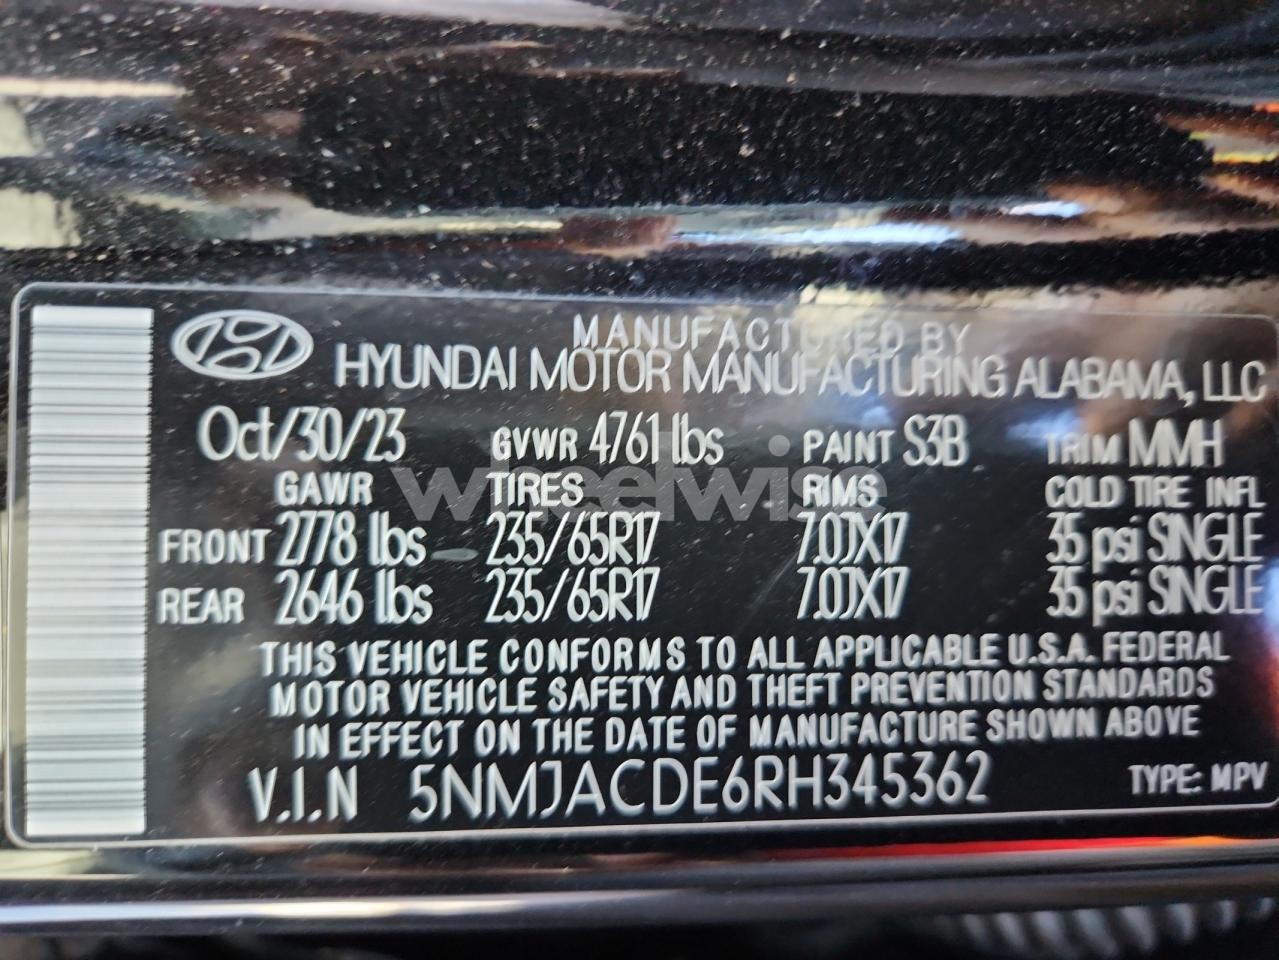 MANUFACTURED BY
HYUNDAI MOTOR MANUFACTURING ALABAMA, LLC
Oct/30/23 GVWR 4761 lbs PAINT S3B TRIM MMH
GAWR TIRES RIMS COLD TIRE INFL
wheelwise
FRONT 2778 lbs 235/65R17 7.0JX17 35 psi SINGLE
REAR 2646 lbs 235/65R17 7.0JX17 35 psi SINGLE
THIS VEHICLE CONFORMS TO ALL APPLICABLE U.S.A. FEDERAL
MOTOR VEHICLE SAFETY AND THEFT PREVENTION STANDARDS
IN EFFECT ON THE DATE OF MANUFACTURE SHOWN ABOVE
V.I.N 5NMJACDE6RH345362 TYPE: MPV